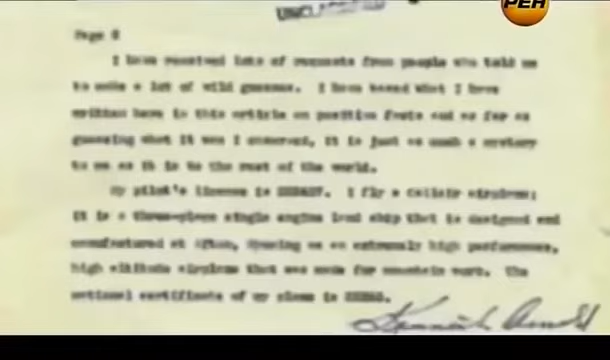 UNCLASSIFIED
РЕН
Page 8
I have received lots of requests from people who told me
to make a lot of wild guesses. I have based what I have
written here in this article on positive facts and as far as
guessing what it was I observed, it is just as much a mystery
to me as it is to the rest of the world.
My pilot's license is I fly a Callair airplane;
it is a three-place single engine land ship that is designed and
manufactured at Afton, Wyoming as an extremely high performance,
high altitude airplane that was made for mountain work. The
national certificate of my plane is
Kenneth Arnold